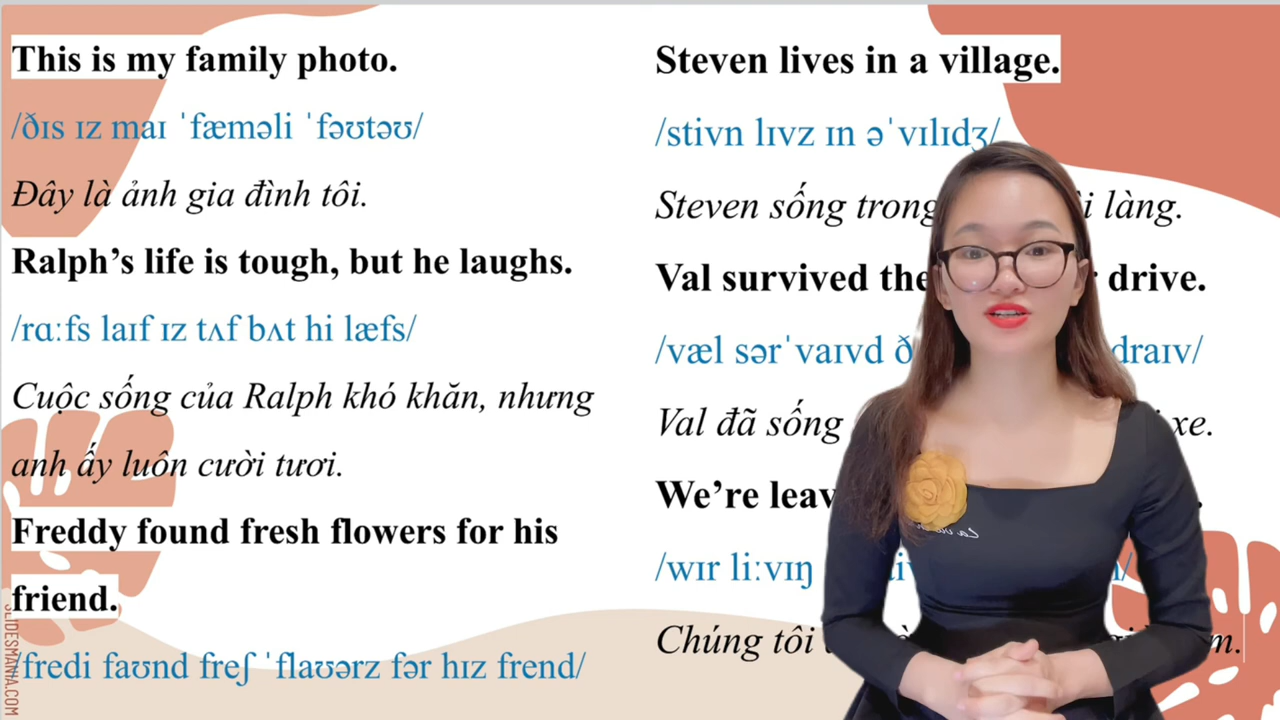 This is my family photo.
/ðɪs ɪz maɪ ˈfæməli ˈfəʊtəʊ/
Đây là ảnh gia đình tôi.
Ralph’s life is tough, but he laughs.
/rɑːfs laɪf ɪz tʌf bʌt hi læfs/
Cuộc sống của Ralph khó khăn, nhưng
anh ấy luôn cười tươi.
Freddy found fresh flowers for his
friend.
/fredi faʊnd freʃ ˈflaʊərz fər hɪz frend/
Steven lives in a village.
/stivn lɪvz ɪn ə ˈvɪlɪdʒ/
Steven sống trong làng.
Val survived the drive.
/væl sərˈvaɪvd draɪv/
Val đã sống xe.
We’re
/wɪr liːvɪŋ
Chúng tôi
SLIDESMANIA.COM